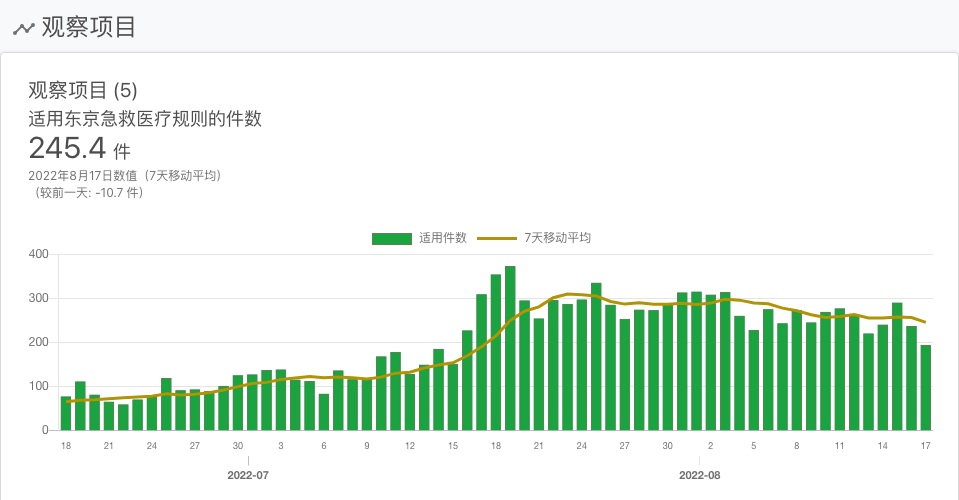 观察项目
观察项目 (5)
适用东京急救医疗规则的件数
245.4 件
2022年8月17日数值（7天移动平均）
（较前一天: -10.7 件）
适用件数 7天移动平均
400
300
200
100
0
18 21 24 27 30 3 6 9 12 15 18 21 24 27 30 2 5 8 11 14 17
2022-07 2022-08